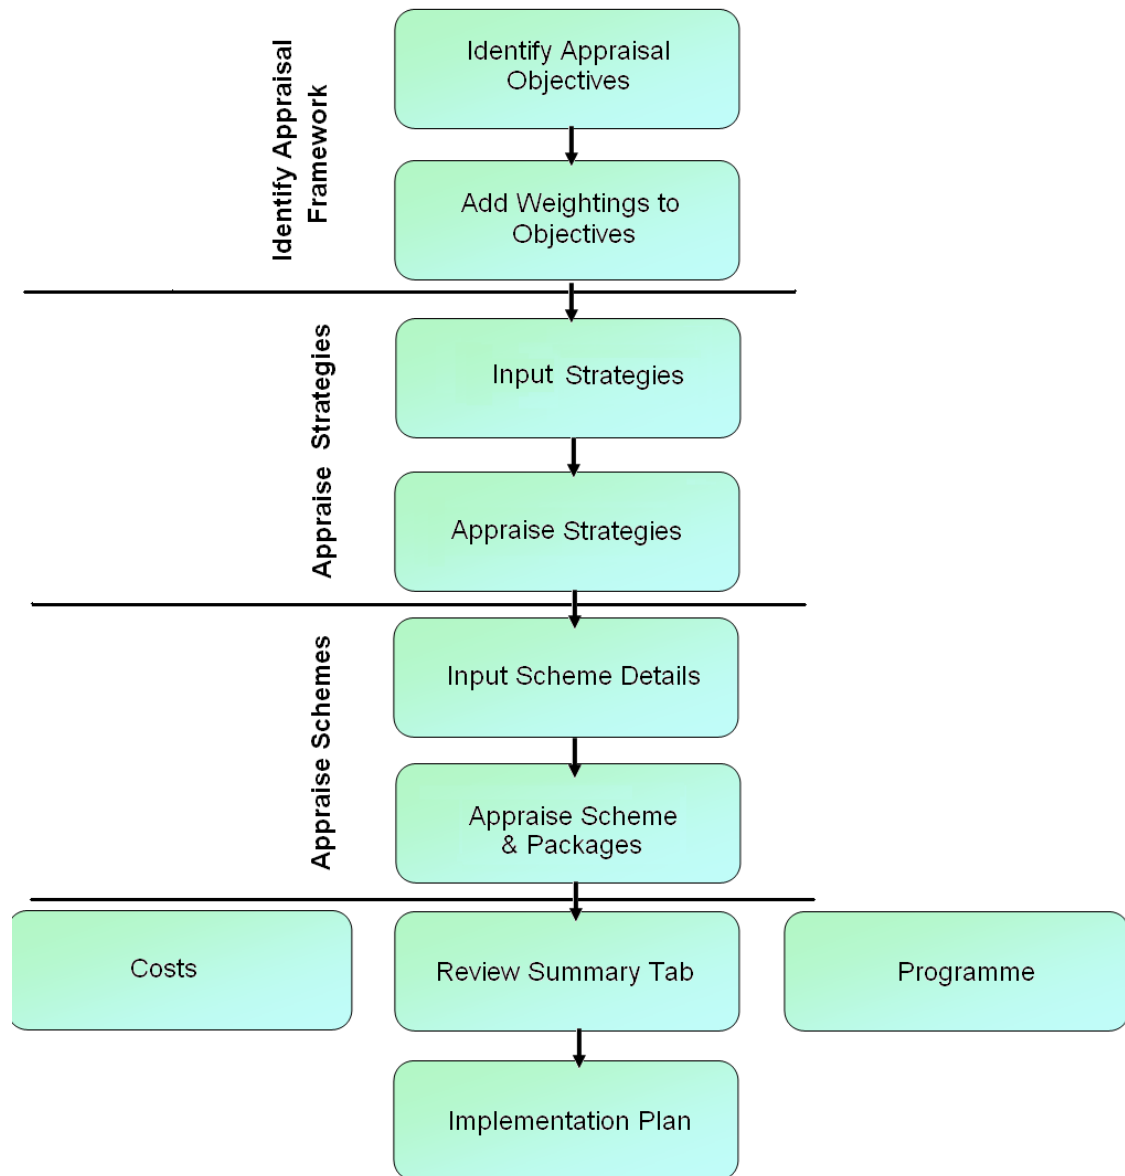 Identify Appraisal
Framework
Identify Appraisal
Objectives
Add Weightings to
Objectives
Appraise Strategies
Input Strategies
Appraise Strategies
Appraise Schemes
Input Scheme Details
Appraise Scheme
& Packages
Costs
Review Summary Tab
Programme
Implementation Plan